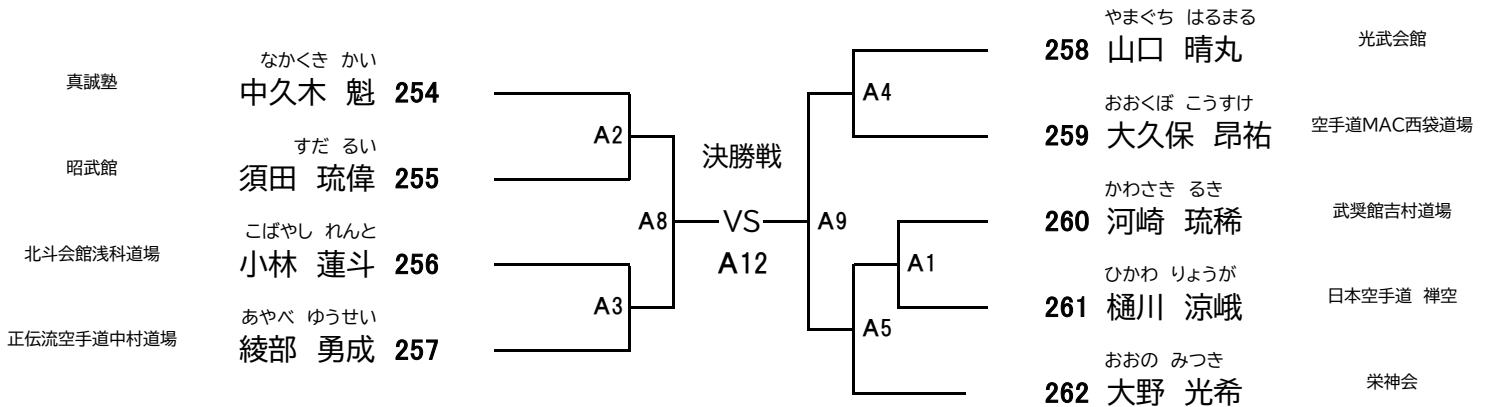 なかくき かい
真誠塾 中久木 魁 254
すだ るい
昭武館 須田 琉偉 255
こばやし れんと
北斗会館浅科道場 小林 蓮斗 256
あやべ ゆうせい
正伝流空手道中村道場 綾部 勇成 257
A2
A3
A8
決勝戦
VS
A12
A9
A4
A1
A5
やまぐち はるまる
258 山口 晴丸 光武会館
おおくぼ こうすけ
259 大久保 昂祐 空手道MAC西袋道場
かわさき るき
260 河崎 琉稀 武奨館吉村道場
ひかわ りょうが
261 樋川 涼峨 日本空手道 禅空
おおの みつき
262 大野 光希 栄神会